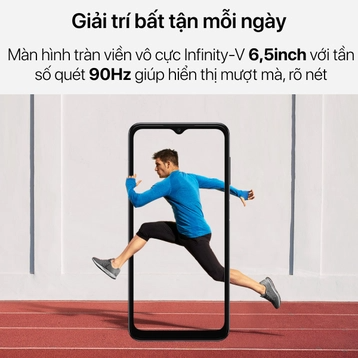 Giải trí bất tận mỗi ngày
Màn hình tràn viền vô cực Infinity-V 6,5inch với tần
số quét 90Hz giúp hiển thị mượt mà, rõ nét